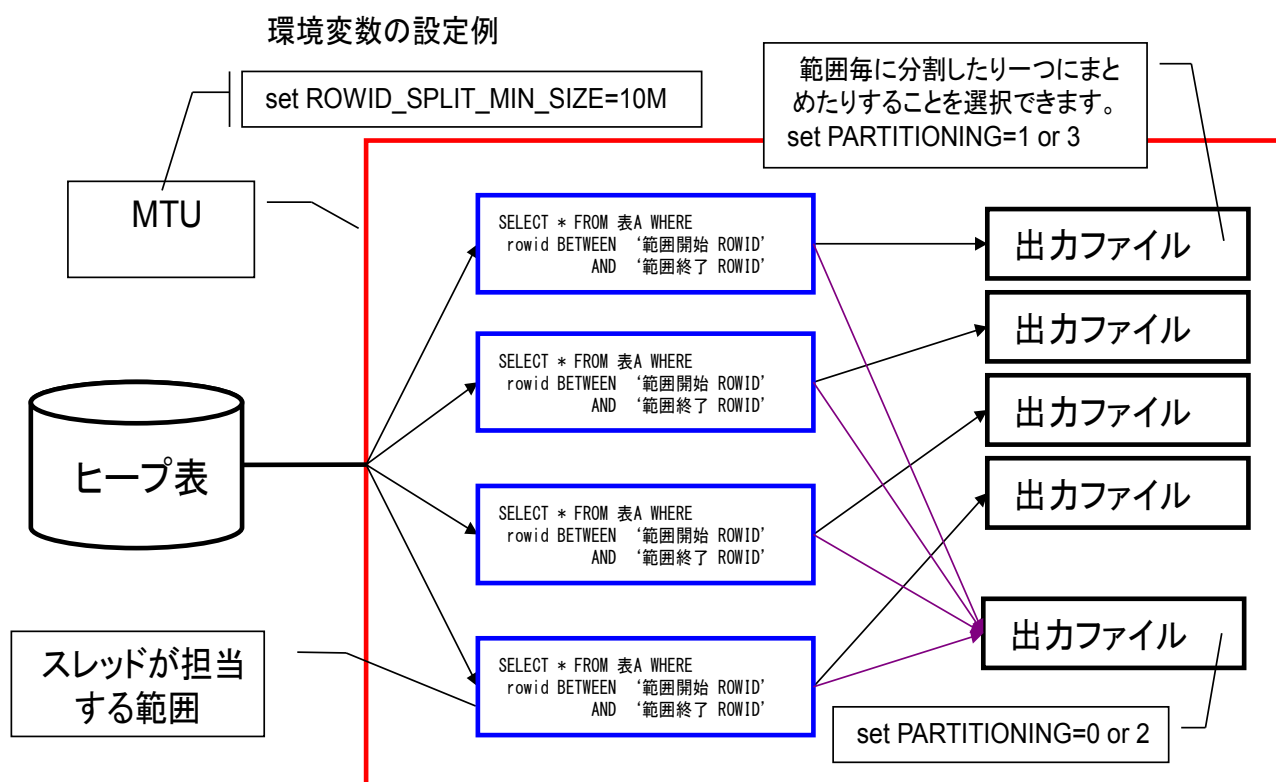 環境変数の設定例
set ROWID_SPLIT_MIN_SIZE=10M
範囲毎に分割したり一つにまと
めたりすることを選択できます。
set PARTITIONING=1 or 3
MTU
SELECT * FROM 表A WHERE
rowid BETWEEN ‘範囲開始 ROWID’
AND ‘範囲終了 ROWID’
出力ファイル
SELECT * FROM 表A WHERE
rowid BETWEEN ‘範囲開始 ROWID’
AND ‘範囲終了 ROWID’
出力ファイル
出力ファイル
ヒープ表
出力ファイル
SELECT * FROM 表A WHERE
rowid BETWEEN ‘範囲開始 ROWID’
AND ‘範囲終了 ROWID’
出力ファイル
スレッドが担当
する範囲
SELECT * FROM 表A WHERE
rowid BETWEEN ‘範囲開始 ROWID’
AND ‘範囲終了 ROWID’
set PARTITIONING=0 or 2